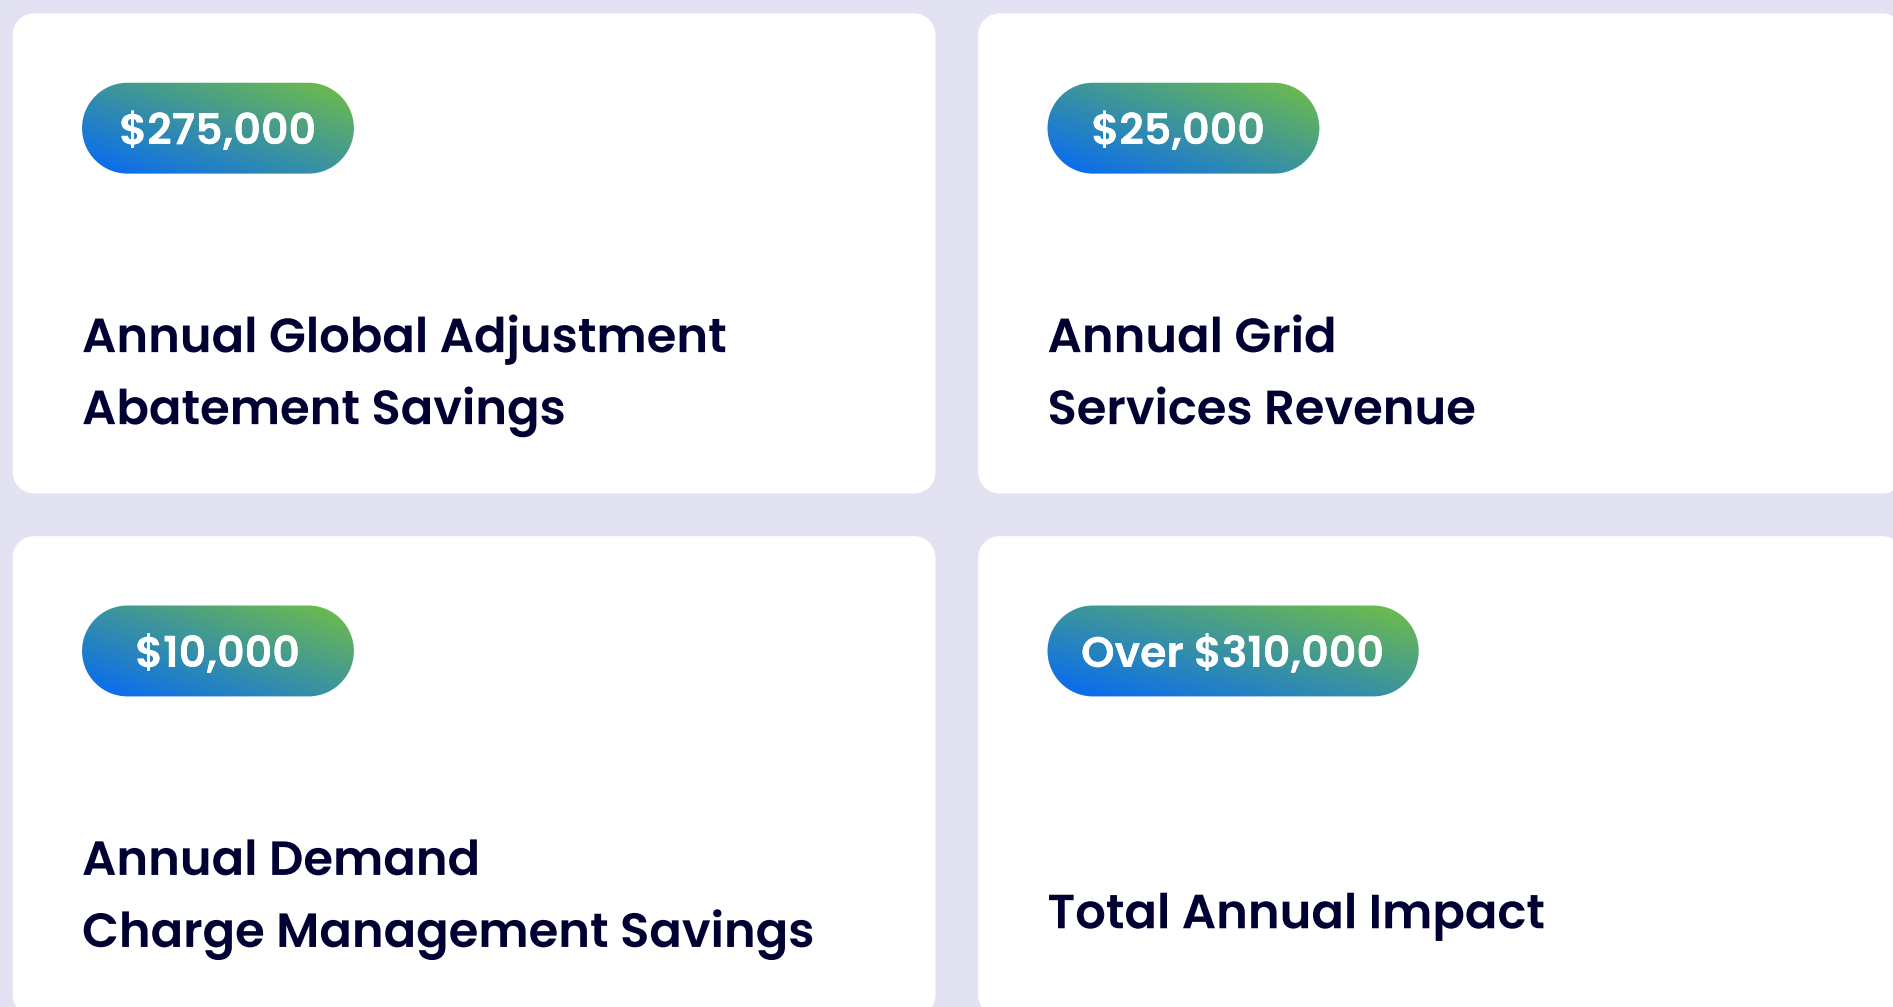 $275,000
Annual Global Adjustment
Abatement Savings
$25,000
Annual Grid
Services Revenue
$10,000
Annual Demand
Charge Management Savings
Over $310,000
Total Annual Impact